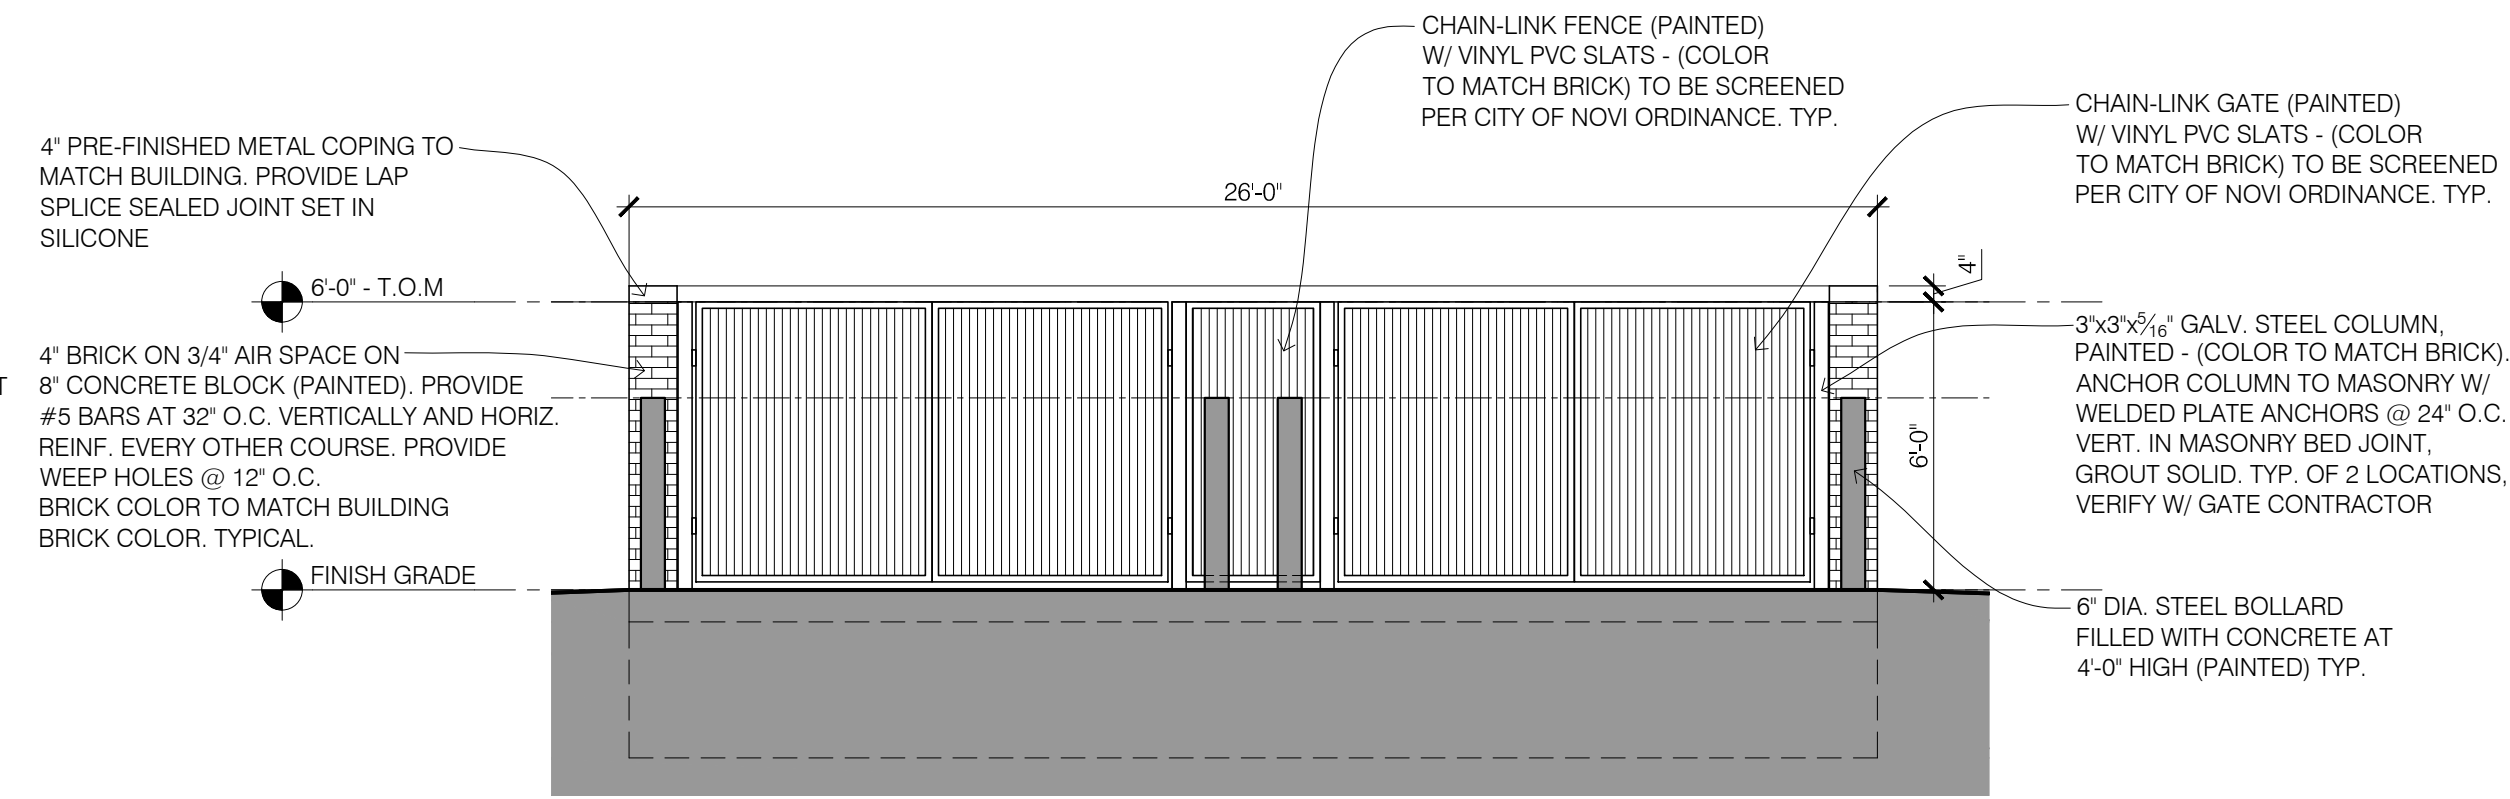 CHAIN-LINK FENCE (PAINTED)
W/ VINYL PVC SLATS - (COLOR
TO MATCH BRICK) TO BE SCREENED
PER CITY OF NOVI ORDINANCE. TYP.
CHAIN-LINK GATE (PAINTED)
W/ VINYL PVC SLATS - (COLOR
TO MATCH BRICK) TO BE SCREENED
PER CITY OF NOVI ORDINANCE. TYP.
4" PRE-FINISHED METAL COPING TO
MATCH BUILDING. PROVIDE LAP
SPLICE SEALED JOINT SET IN
SILICONE
26'-0"
4"
6'-0" - T.O.M
4" BRICK ON 3/4" AIR SPACE ON
8" CONCRETE BLOCK (PAINTED). PROVIDE
#5 BARS AT 32" O.C. VERTICALLY AND HORIZ.
REINF. EVERY OTHER COURSE. PROVIDE
WEEP HOLES @ 12" O.C.
BRICK COLOR TO MATCH BUILDING
BRICK COLOR. TYPICAL.
T
3"x3"x5/16" GALV. STEEL COLUMN,
PAINTED - (COLOR TO MATCH BRICK).
ANCHOR COLUMN TO MASONRY W/
WELDED PLATE ANCHORS @ 24" O.C.
VERT. IN MASONRY BED JOINT,
GROUT SOLID. TYP. OF 2 LOCATIONS,
VERIFY W/ GATE CONTRACTOR
6'-0"
FINISH GRADE
6" DIA. STEEL BOLLARD
FILLED WITH CONCRETE AT
4'-0" HIGH (PAINTED) TYP.